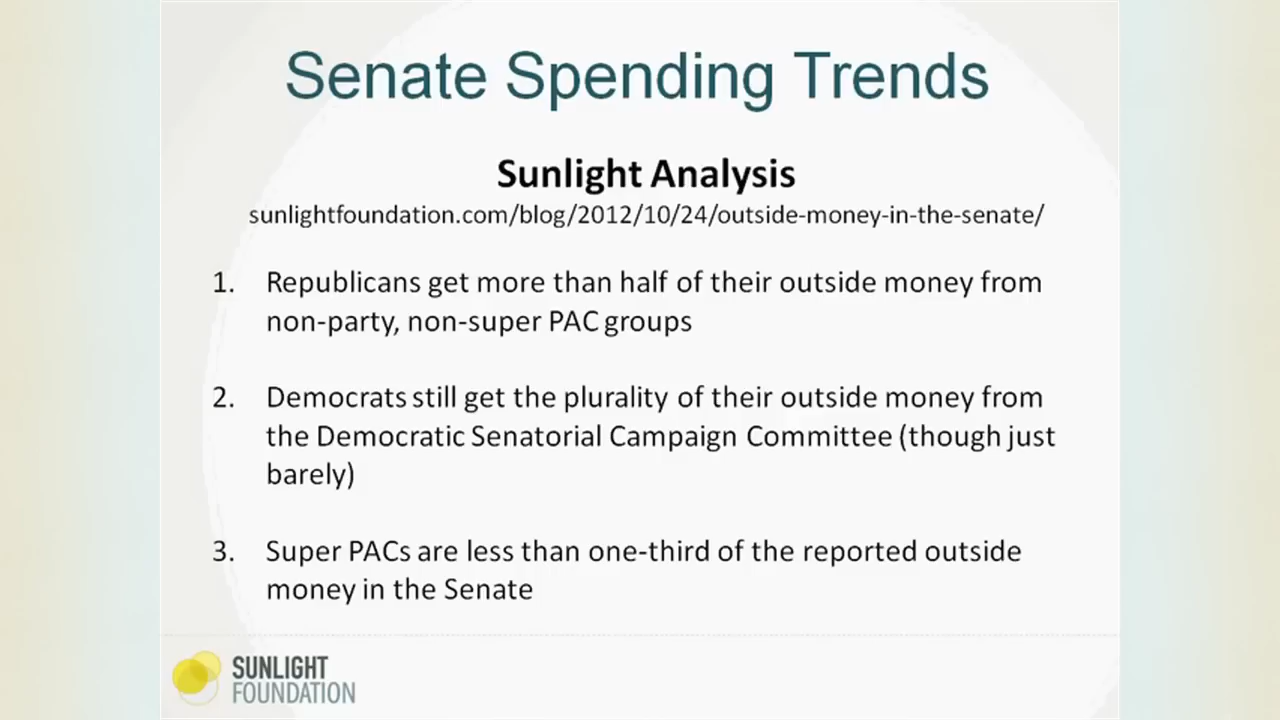 Senate Spending Trends
Sunlight Analysis
sunlightfoundation.com/blog/2012/10/24/outside-money-in-the-senate/
1. Republicans get more than half of their outside money from
non-party, non-super PAC groups
2. Democrats still get the plurality of their outside money from
the Democratic Senatorial Campaign Committee (though just
barely)
3. Super PACs are less than one-third of the reported outside
money in the Senate
SUNLIGHT
FOUNDATION